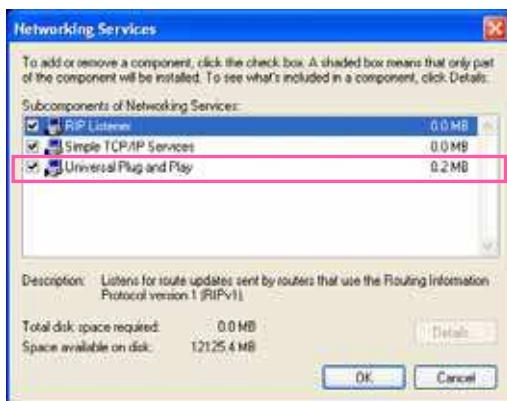 Networking Services
To add or remove a component, click the check box. A shaded box means that only part
of the component will be installed. To see what's included in a component, click Details.
Subcomponents of Networking Services:
RIP Listener 0.0 MB
Simple TCP/IP Services 0.0 MB
Universal Plug and Play 0.2 MB
Description: Listens for route updates sent by routers that use the Routing Information
Protocol version 1 (RIPv1).
Total disk space required: 0.0 MB
Details...
Space available on disk: 12125.4 MB
OK
Cancel